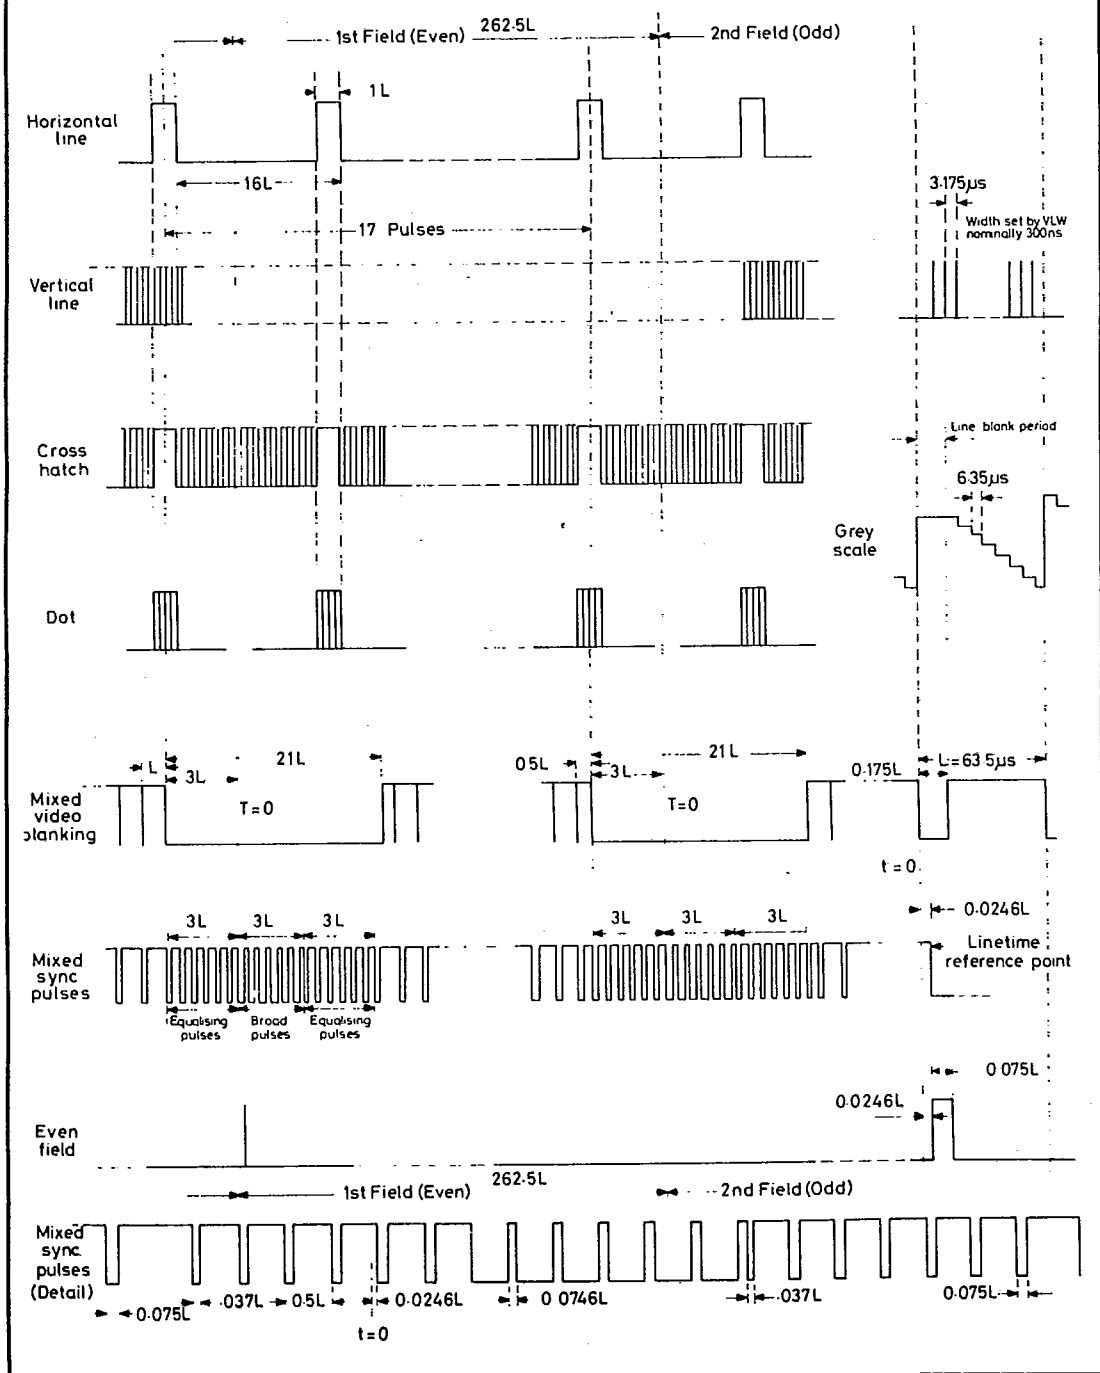 262.5L
1st Field (Even)
2nd Field (Odd)
1L
Horizontal
line
16L
17 Pulses
3·175µs
Width set by VLW
nominally 300ns
Vertical
line
Cross
hatch
Line blank period
6·35µs
Grey
scale
Dot
L
21L
3L
T=0
0.5L
21L
3L
T=0
0.175L
L=63.5µs
Mixed
video
blanking
t=0
3L
3L
3L
3L
3L
3L
0.0246L
Linetime
reference point
Mixed
sync
pulses
Equalising
pulses
Broad
pulses
Equalising
pulses
0.075L
0.0246L
Even
field
262.5L
1st Field (Even)
2nd Field (Odd)
Mixed
sync.
pulses
(Detail)
0.075L
.037L
0.5L
0.0246L
0.0746L
.037L
0.075L
t=0